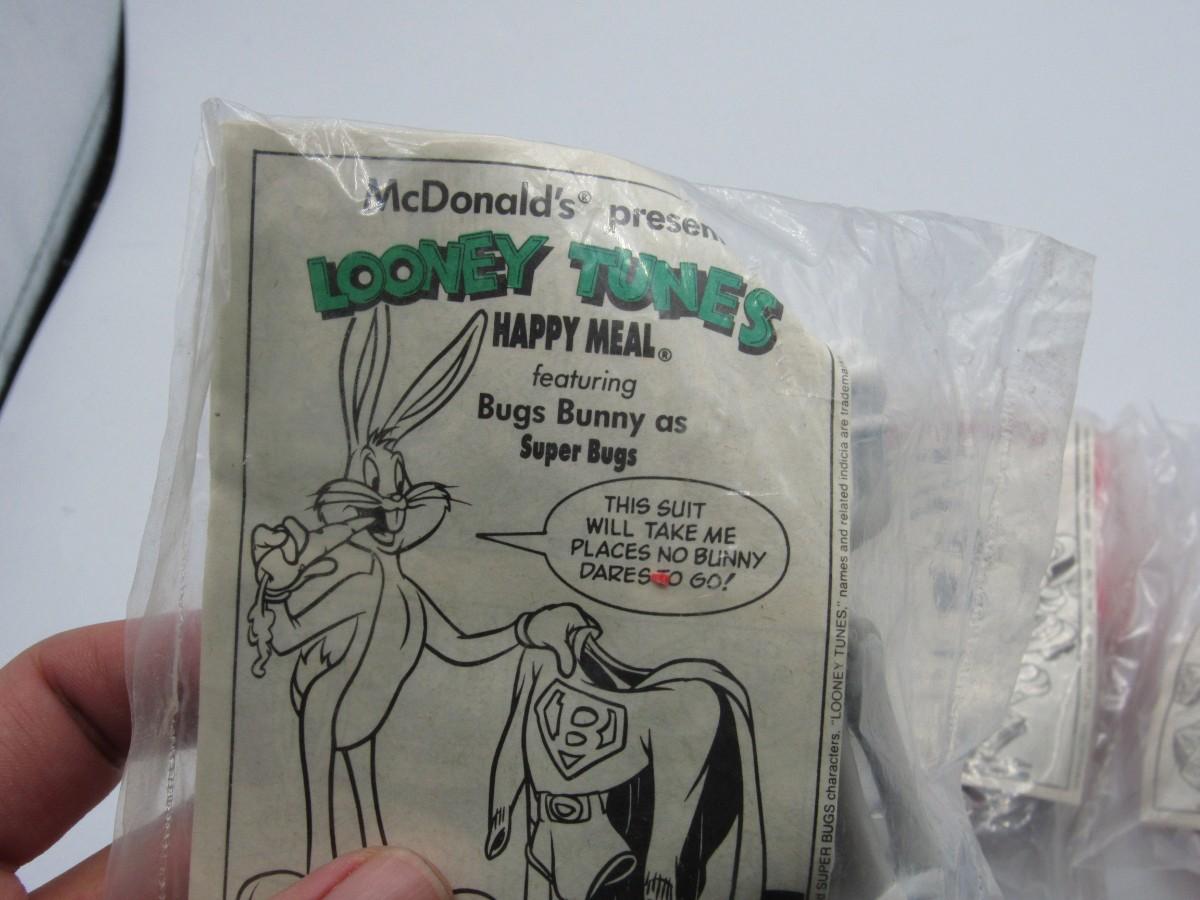 McDonald's® presen
LOONEY TUNES
HAPPY MEAL®
featuring
Bugs Bunny as
Super Bugs
THIS SUIT
WILL TAKE ME
PLACES NO BUNNY
DARES TO GO!
B
SUPER BUGS characters, "LOONEY TUNES," names and related indicia are tradema